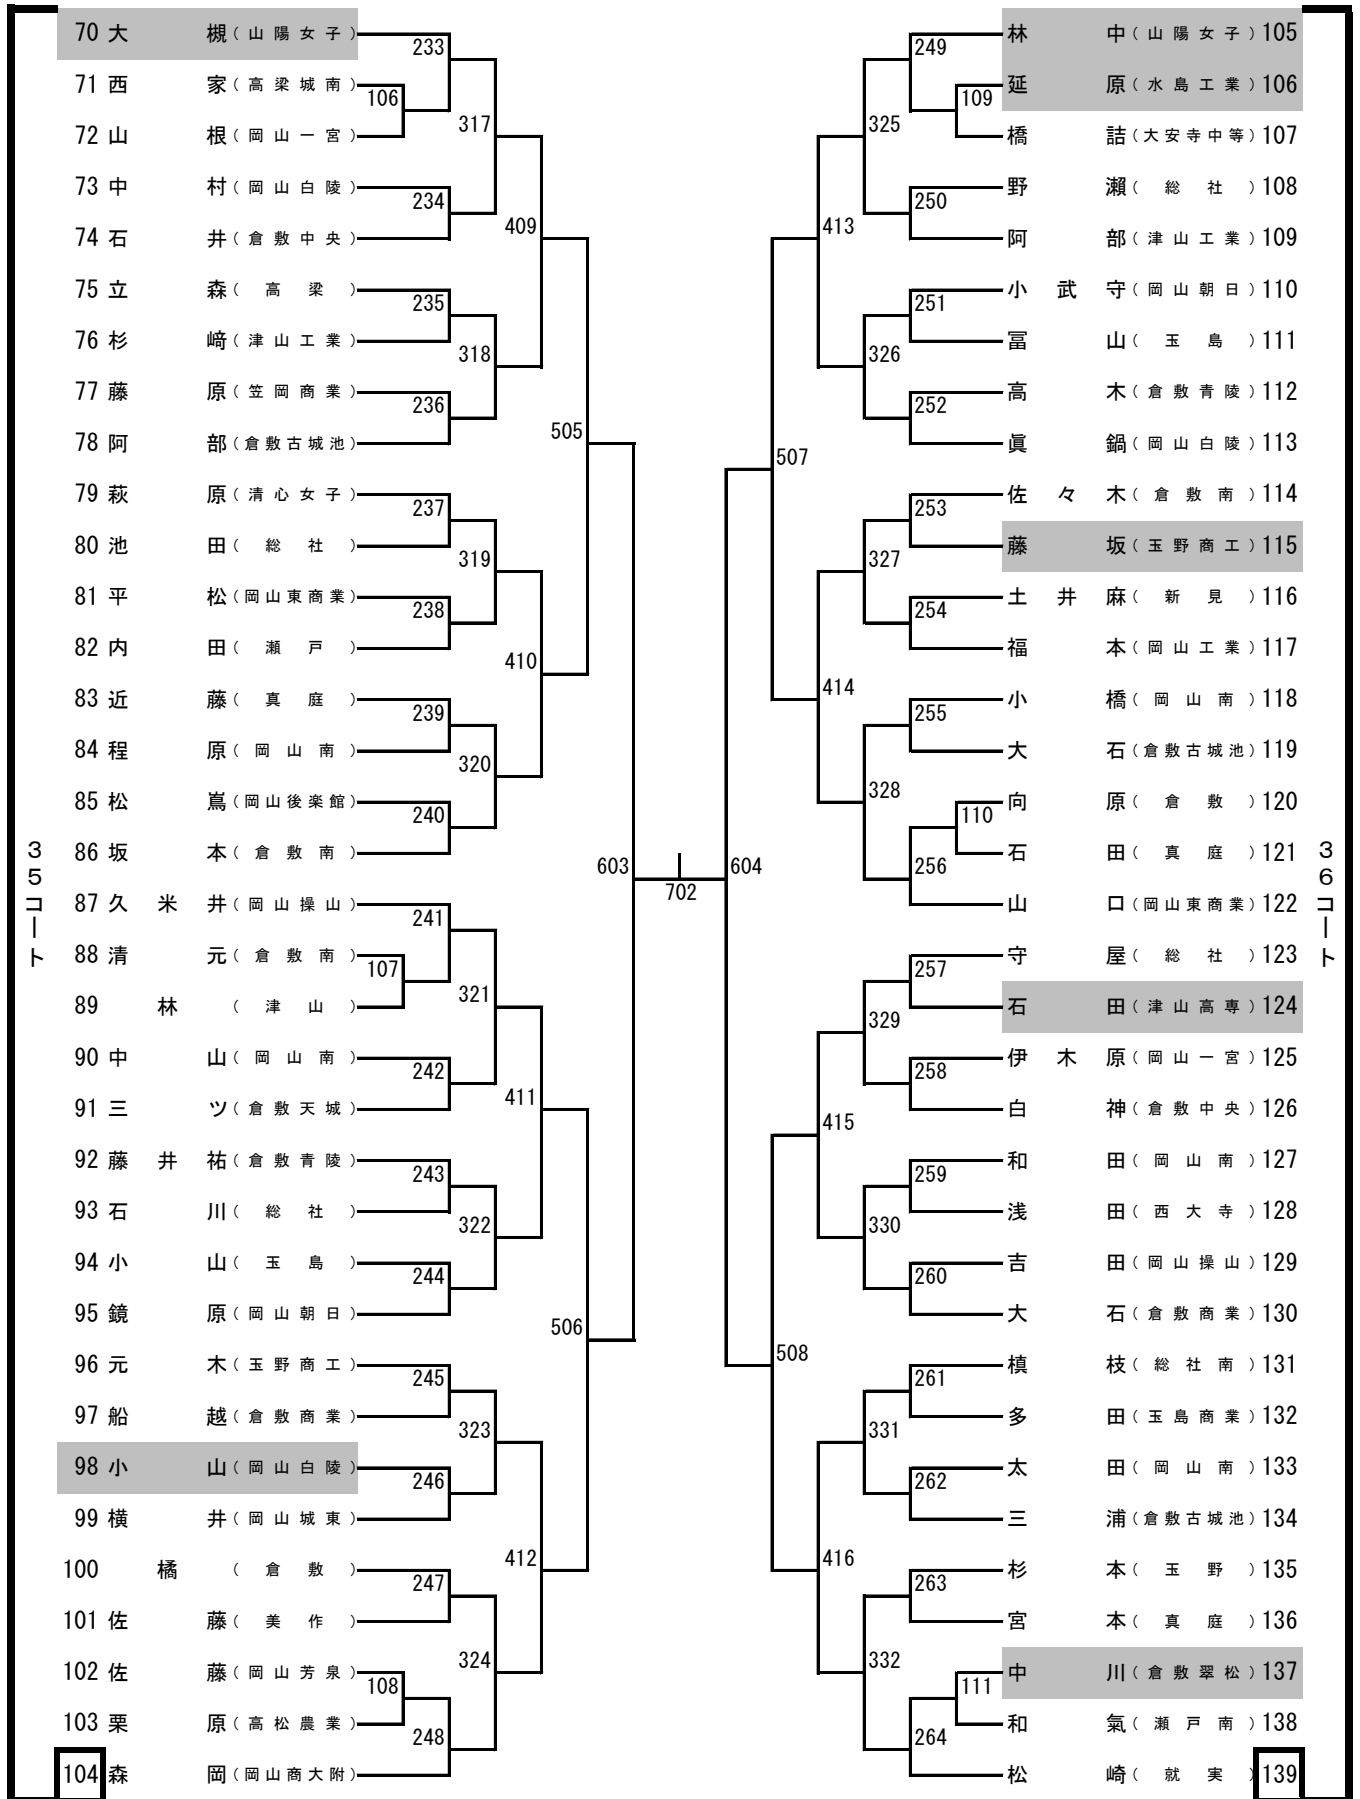 35コート
70 大槻（山陽女子）
71 西家（高梁城南）
72 山根（岡山一宮）
73 中村（岡山白陵）
74 石井（倉敷中央）
75 立森（高梁）
76 杉﨑（津山工業）
77 藤原（笠岡商業）
78 阿部（倉敷古城池）
79 萩原（清心女子）
80 池田（総社）
81 平松（岡山東商業）
82 内田（瀬戸）
83 近藤（真庭）
84 程原（岡山南）
85 松嶌（岡山後楽館）
86 坂本（倉敷南）
87 久米井（岡山操山）
88 清元（倉敷南）
89 林（津山）
90 中山（岡山南）
91 三ツ（倉敷天城）
92 藤井祐（倉敷青陵）
93 石川（総社）
94 小山（玉島）
95 鏡原（岡山朝日）
96 元木（玉野商工）
97 船越（倉敷商業）
98 小山（岡山白陵）
99 横井（岡山城東）
100 橘（倉敷）
101 佐藤（美作）
102 佐藤（岡山芳泉）
103 栗原（高松農業）
104 森岡（岡山商大附）
106
107
108
233
234
235
236
237
238
239
240
241
242
243
244
245
246
247
248
317
318
319
320
321
322
323
324
409
410
411
412
505
506
603
702
604
507
508
413
414
415
416
325
326
327
328
329
330
331
332
249
250
251
252
253
254
255
256
257
258
259
260
261
262
263
264
109
110
111
林中（山陽女子）105
延原（水島工業）106
橋詰（大安寺中等）107
野瀬（総社）108
阿部（津山工業）109
小武守（岡山朝日）110
冨山（玉島）111
高木（倉敷青陵）112
眞鍋（岡山白陵）113
佐々木（倉敷南）114
藤坂（玉野商工）115
土井麻（新見）116
福本（岡山工業）117
小橋（岡山南）118
大石（倉敷古城池）119
向原（倉敷）120
石田（真庭）121
山口（岡山東商業）122
守屋（総社）123
石田（津山高専）124
伊木原（岡山一宮）125
白神（倉敷中央）126
和田（岡山南）127
浅田（西大寺）128
吉田（岡山操山）129
大石（倉敷商業）130
槙枝（総社南）131
多田（玉島商業）132
太田（岡山南）133
三浦（倉敷古城池）134
杉本（玉野）135
宮本（真庭）136
中川（倉敷翠松）137
和氣（瀬戸南）138
松崎（就実）139
36コート